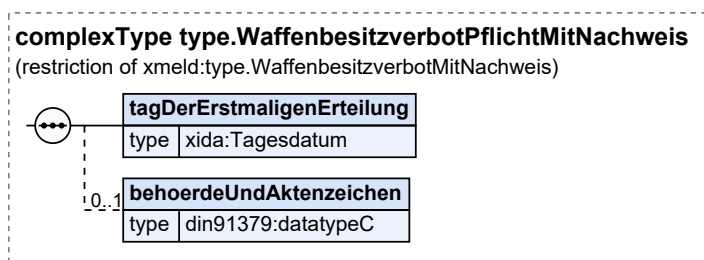 complexType type.WaffenbesitzverbotPflichtMitNachweis
(restriction of xmeld:type.WaffenbesitzverbotMitNachweis)
tagDerErstmaligenErteilung
type xida:Tagesdatum
0..1 behoerdeUndAktenzeichen
type din91379:datatypeC